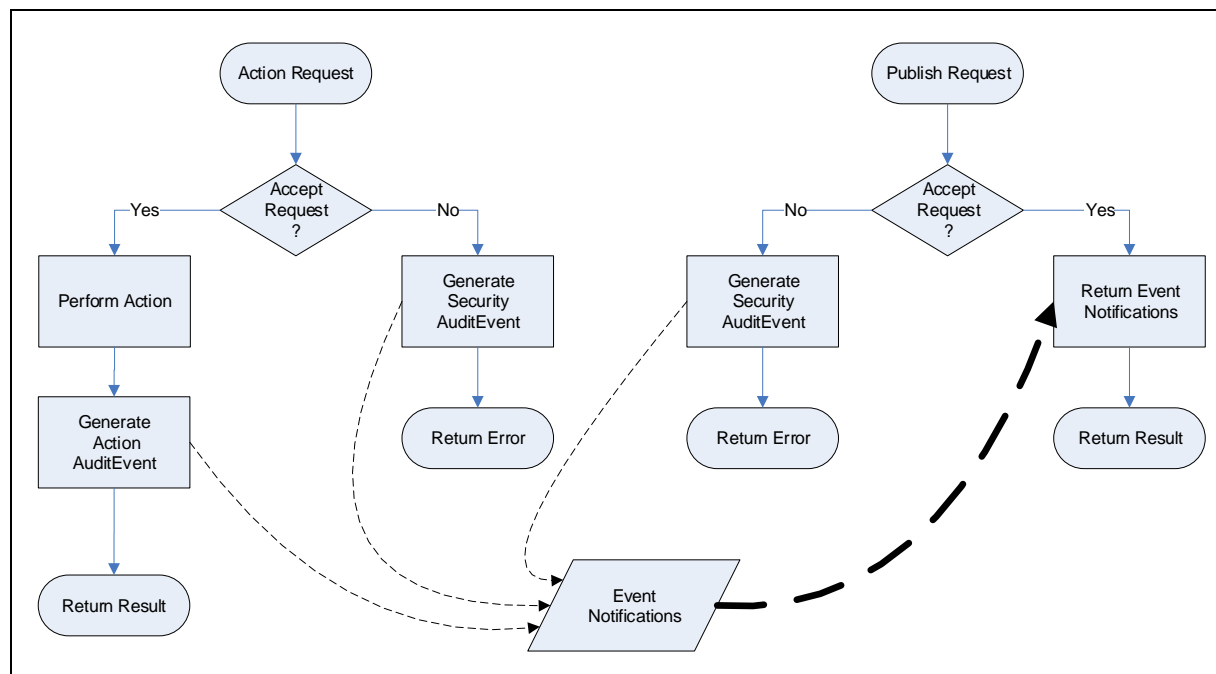 Action Request
Publish Request
Accept
Request
?
Accept
Request
?
Yes
No
No
Yes
Perform Action
Generate
Security
AuditEvent
Generate
Security
AuditEvent
Return Event
Notifications
Generate
Action
AuditEvent
Return Error
Return Error
Return Result
Return Result
Event
Notifications